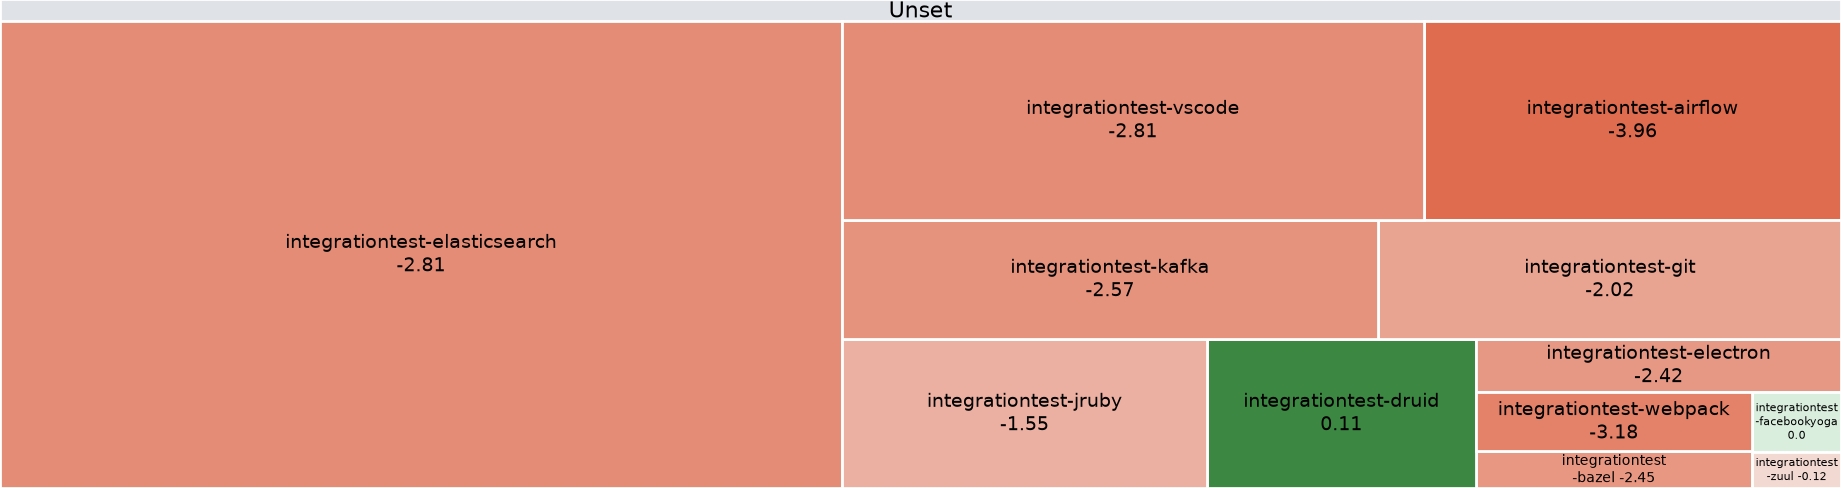 Unset
integrationtest-elasticsearch
-2.81
integrationtest-vscode
-2.81
integrationtest-airflow
-3.96
integrationtest-kafka
-2.57
integrationtest-git
-2.02
integrationtest-jruby
-1.55
integrationtest-druid
0.11
integrationtest-electron
-2.42
integrationtest-webpack
-3.18
integrationtest
-facebookyoga
0.0
integrationtest
-bazel -2.45
integrationtest
-zuul -0.12